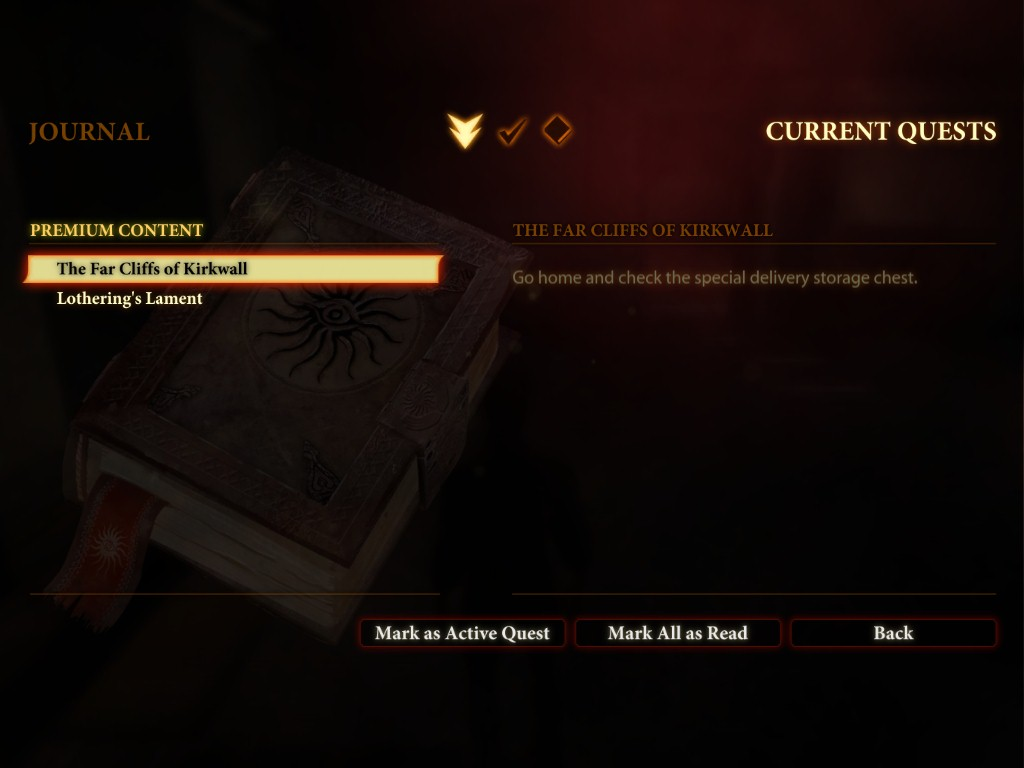 JOURNAL
CURRENT QUESTS
PREMIUM CONTENT
The Far Cliffs of Kirkwall
Lothering's Lament
THE FAR CLIFFS OF KIRKWALL
Go home and check the special delivery storage chest.
Mark as Active Quest
Mark All as Read
Back